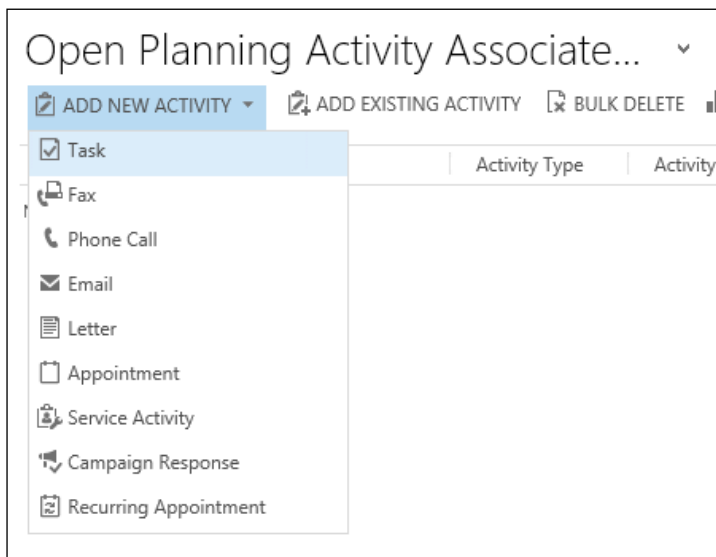 Open Planning Activity Associate...
ADD NEW ACTIVITY ADD EXISTING ACTIVITY BULK DELETE
Task
Activity Type Activity
Fax
Phone Call
Email
Letter
Appointment
Service Activity
Campaign Response
Recurring Appointment